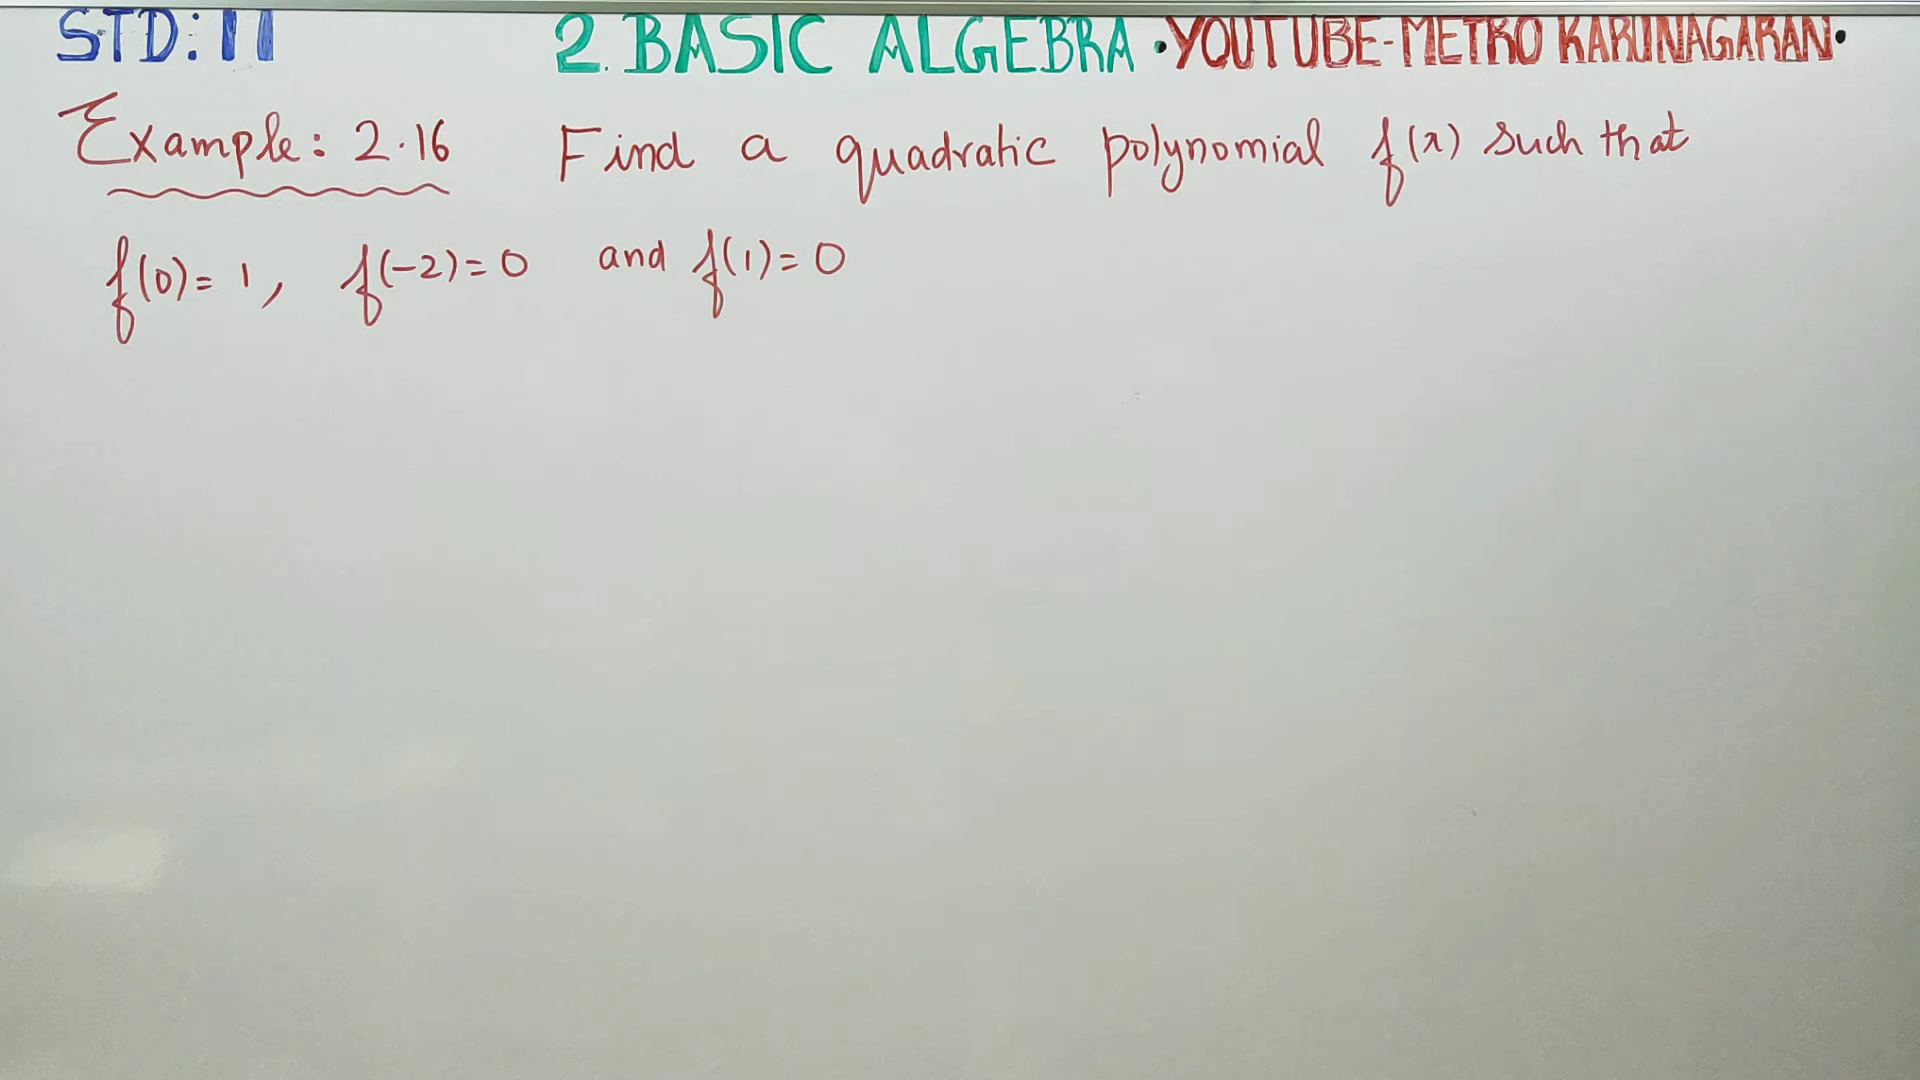 STD: 11 2. BASIC ALGEBRA •YOUTUBE-METRO KARUNAGARAN•
Example: 2.16 Find a quadratic polynomial f(x) such that
f(0)=1, f(-2)=0 and f(1)=0